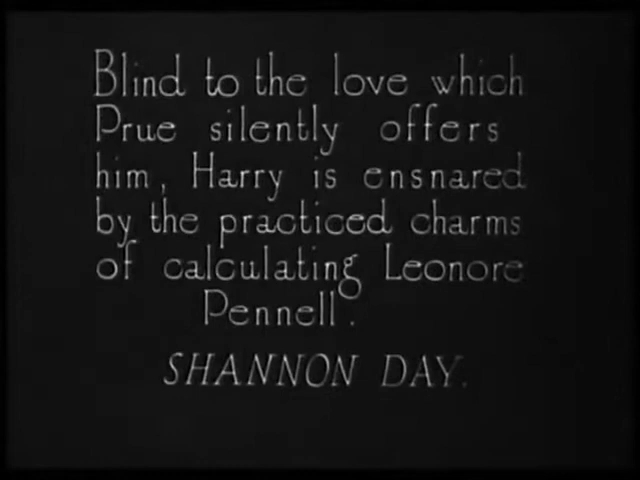 Blind to the love which
Prue silently offers
him, Harry is ensnared
by the practiced charms
of calculating Leonore
Pennell.
SHANNON DAY.